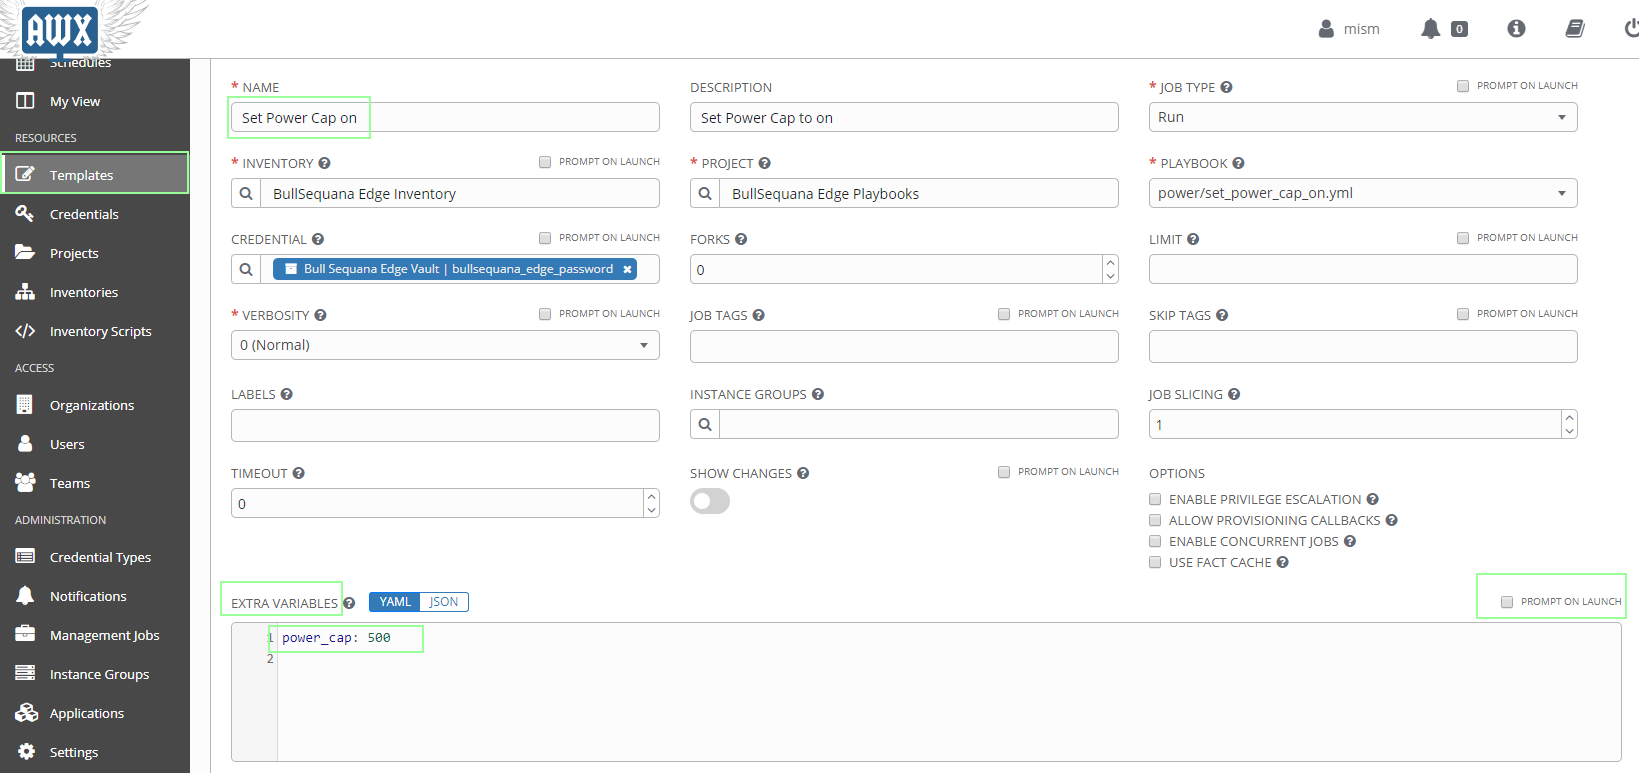 AWX
mism
0
Schedules
My View
RESOURCES
Templates
Credentials
Projects
Inventories
Inventory Scripts
ACCESS
Organizations
Users
Teams
ADMINISTRATION
Credential Types
Notifications
Management Jobs
Instance Groups
Applications
Settings
* NAME
Set Power Cap on
DESCRIPTION
Set Power Cap to on
* JOB TYPE
PROMPT ON LAUNCH
Run
* INVENTORY
PROMPT ON LAUNCH
BullSequana Edge Inventory
* PROJECT
BullSequana Edge Playbooks
* PLAYBOOK
power/set_power_cap_on.yml
CREDENTIAL
PROMPT ON LAUNCH
Bull Sequana Edge Vault | bullsequana_edge_password
FORKS
0
LIMIT
PROMPT ON LAUNCH
* VERBOSITY
PROMPT ON LAUNCH
0 (Normal)
JOB TAGS
PROMPT ON LAUNCH
SKIP TAGS
PROMPT ON LAUNCH
LABELS
INSTANCE GROUPS
JOB SLICING
1
TIMEOUT
0
SHOW CHANGES
PROMPT ON LAUNCH
OPTIONS
ENABLE PRIVILEGE ESCALATION
ALLOW PROVISIONING CALLBACKS
ENABLE CONCURRENT JOBS
USE FACT CACHE
EXTRA VARIABLES
YAML JSON
PROMPT ON LAUNCH
1 power_cap: 500
2